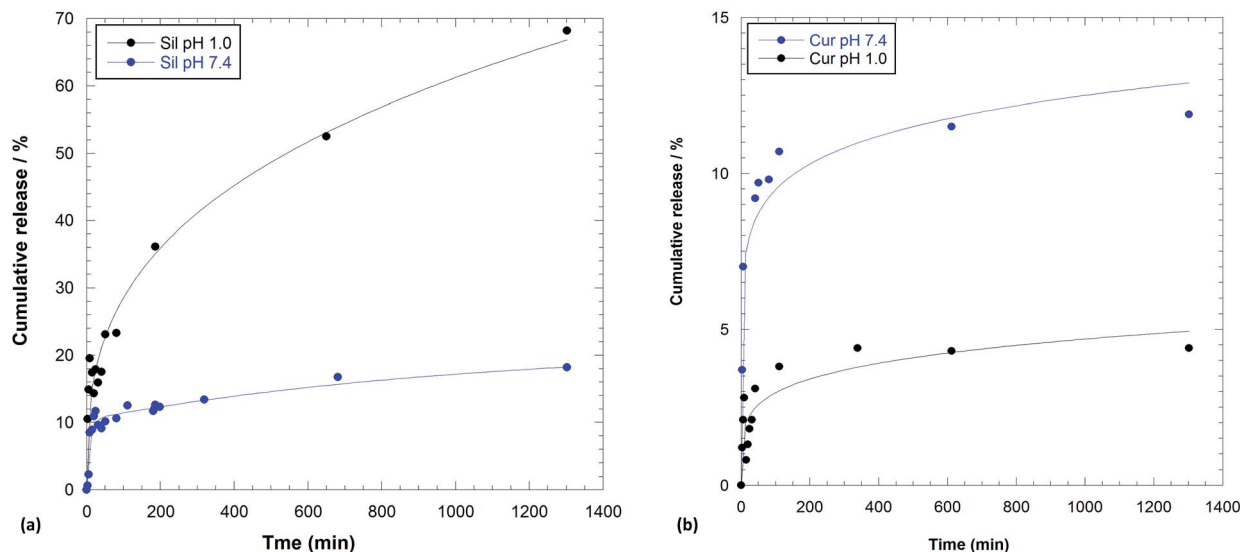 70
60
50
40
30
20
10
0
Cumulative release / %
Sil pH 1.0
Sil pH 7.4
0 200 400 600 800 1000 1200 1400
Tme (min)
(a)
15
10
5
0
Cumulative release / %
Cur pH 7.4
Cur pH 1.0
0 200 400 600 800 1000 1200 1400
Time (min)
(b)